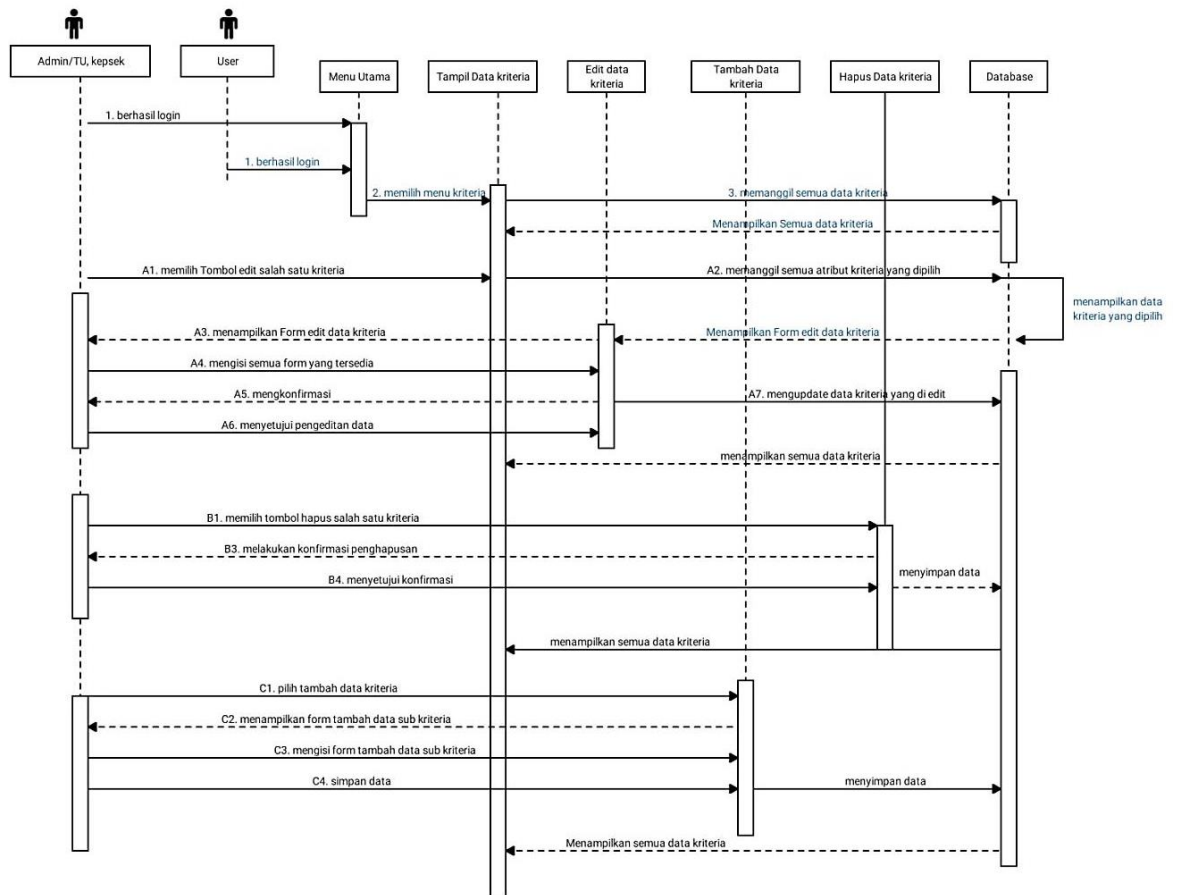 Admin/TU, kepsek
User
Menu Utama
Tampil Data kriteria
Edit data
kriteria
Tambah Data
kriteria
Hapus Data kriteria
Database
1. berhasil login
1. berhasil login
2. memilih menu kriteria
3. memanggil semua data kriteria
Menampilkan Semua data kriteria
A1. memilih Tombol edit salah satu kriteria
A2. memanggil semua atribut kriteria yang dipilih
menampilkan data
kriteria yang dipilih
A3. menampilkan Form edit data kriteria
Menampilkan Form edit data kriteria
A4. mengisi semua form yang tersedia
A5. mengkonfirmasi
A7. mengupdate data kriteria yang di edit
A6. menyetujui pengeditan data
menampilkan semua data kriteria
B1. memilih tombol hapus salah satu kriteria
B3. melakukan konfirmasi penghapusan
menyimpan data
B4. menyetujui konfirmasi
menampilkan semua data kriteria
C1. pilih tambah data kriteria
C2. menampilkan form tambah data sub kriteria
C3. mengisi form tambah data sub kriteria
C4. simpan data
menyimpan data
Menampilkan semua data kriteria